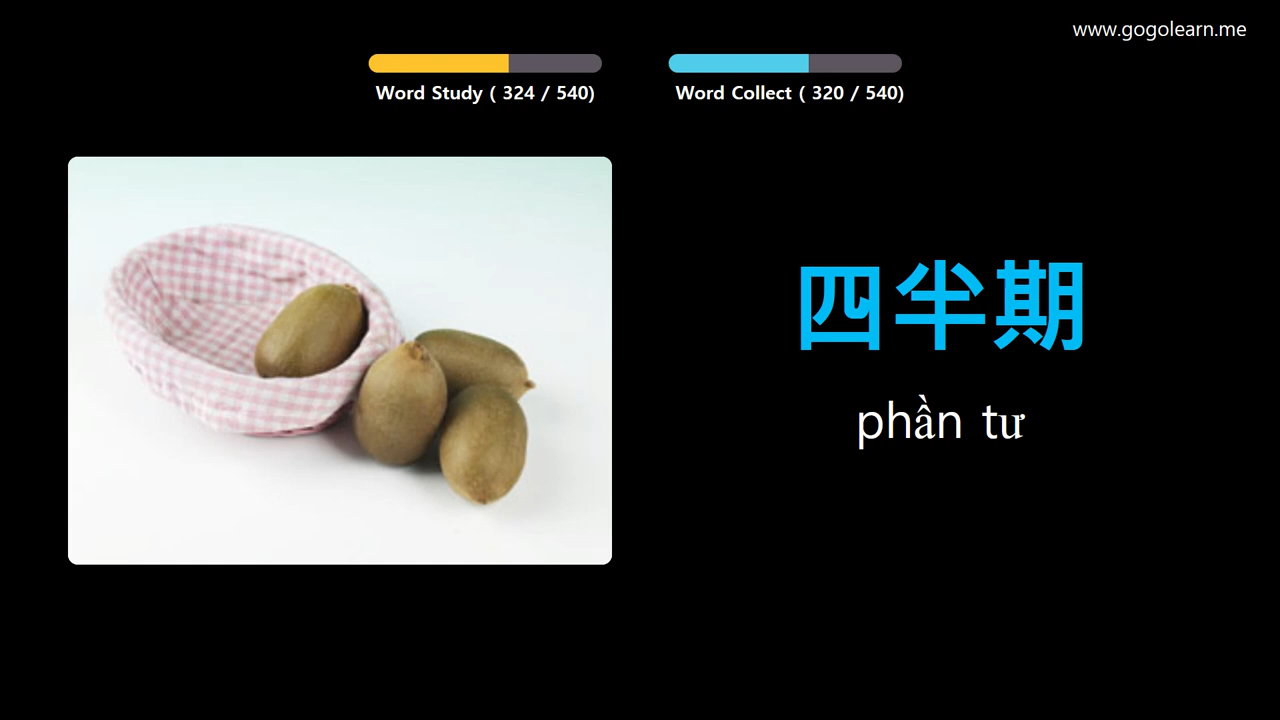 www.gogolearn.me
Word Study ( 324 / 540)
Word Collect ( 320 / 540)
四半期
phần tư